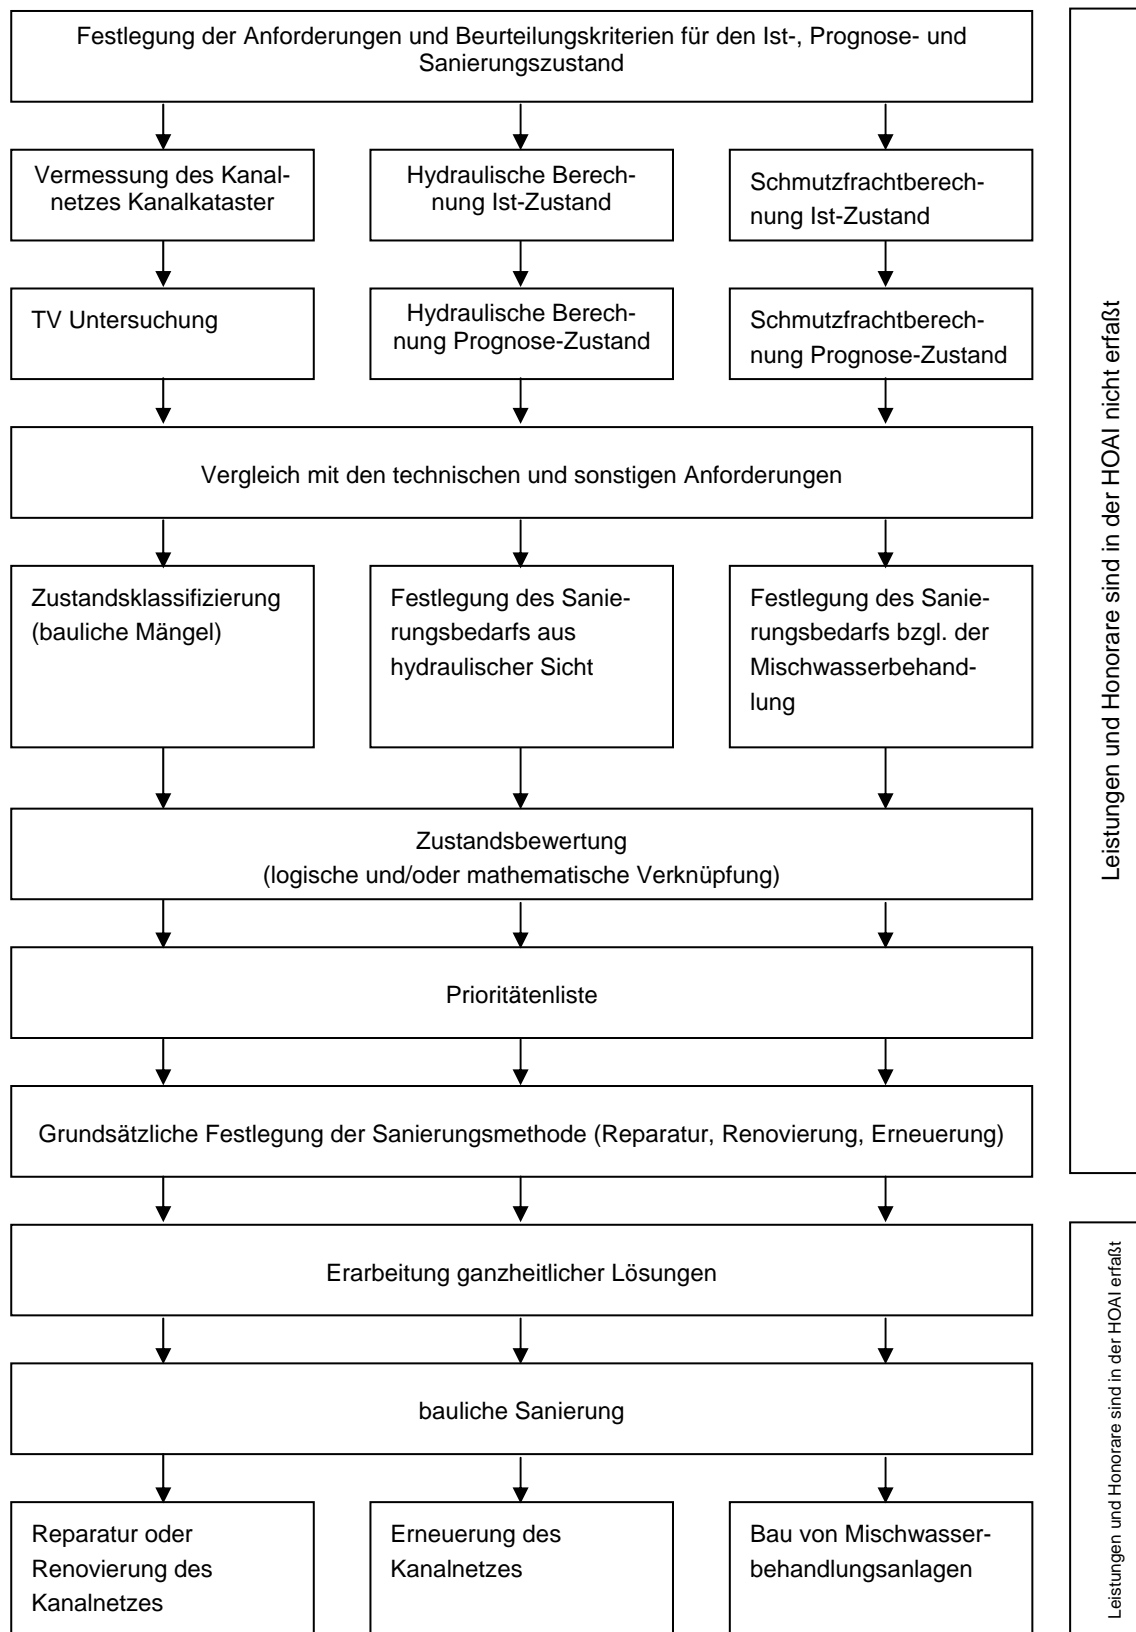 Festlegung der Anforderungen und Beurteilungskriterien für den Ist-, Prognose- und
Sanierungszustand
Vermessung des Kanal-
netzes Kanalkataster
Hydraulische Berech-
nung Ist-Zustand
Schmutzfrachtberech-
nung Ist-Zustand
TV Untersuchung
Hydraulische Berech-
nung Prognose-Zustand
Schmutzfrachtberech-
nung Prognose-Zustand
Vergleich mit den technischen und sonstigen Anforderungen
Zustandsklassifizierung
(bauliche Mängel)
Festlegung des Sanie-
rungsbedarfs aus
hydraulischer Sicht
Festlegung des Sanie-
rungsbedarfs bzgl. der
Mischwasserbehand-
lung
Zustandsbewertung
(logische und/oder mathematische Verknüpfung)
Prioritätenliste
Grundsätzliche Festlegung der Sanierungsmethode (Reparatur, Renovierung, Erneuerung)
Erarbeitung ganzheitlicher Lösungen
bauliche Sanierung
Reparatur oder
Renovierung des
Kanalnetzes
Erneuerung des
Kanalnetzes
Bau von Mischwasser-
behandlungsanlagen
Leistungen und Honorare sind in der HOAI nicht erfaßt
Leistungen und Honorare sind in der HOAI erfaßt